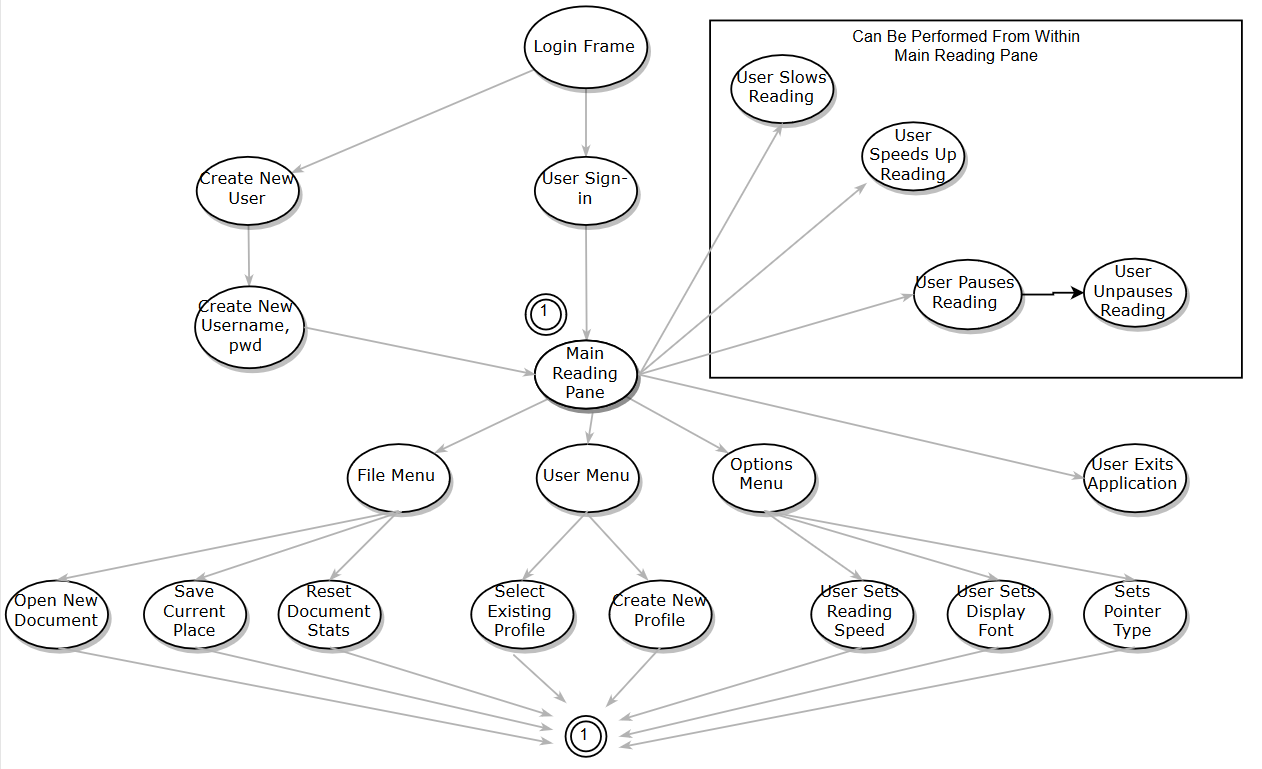 Login Frame
Can Be Performed From Within
Main Reading Pane
User Slows
Reading
User
Speeds Up
Reading
Create New
User
User Sign-
in
User Pauses
Reading
User
Unpauses
Reading
Create New
Username,
pwd
1
Main
Reading
Pane
File Menu
User Menu
Options
Menu
User Exits
Application
Open New
Document
Save
Current
Place
Reset
Document
Stats
Select
Existing
Profile
Create New
Profile
User Sets
Reading
Speed
User Sets
Display
Font
Sets
Pointer
Type
1